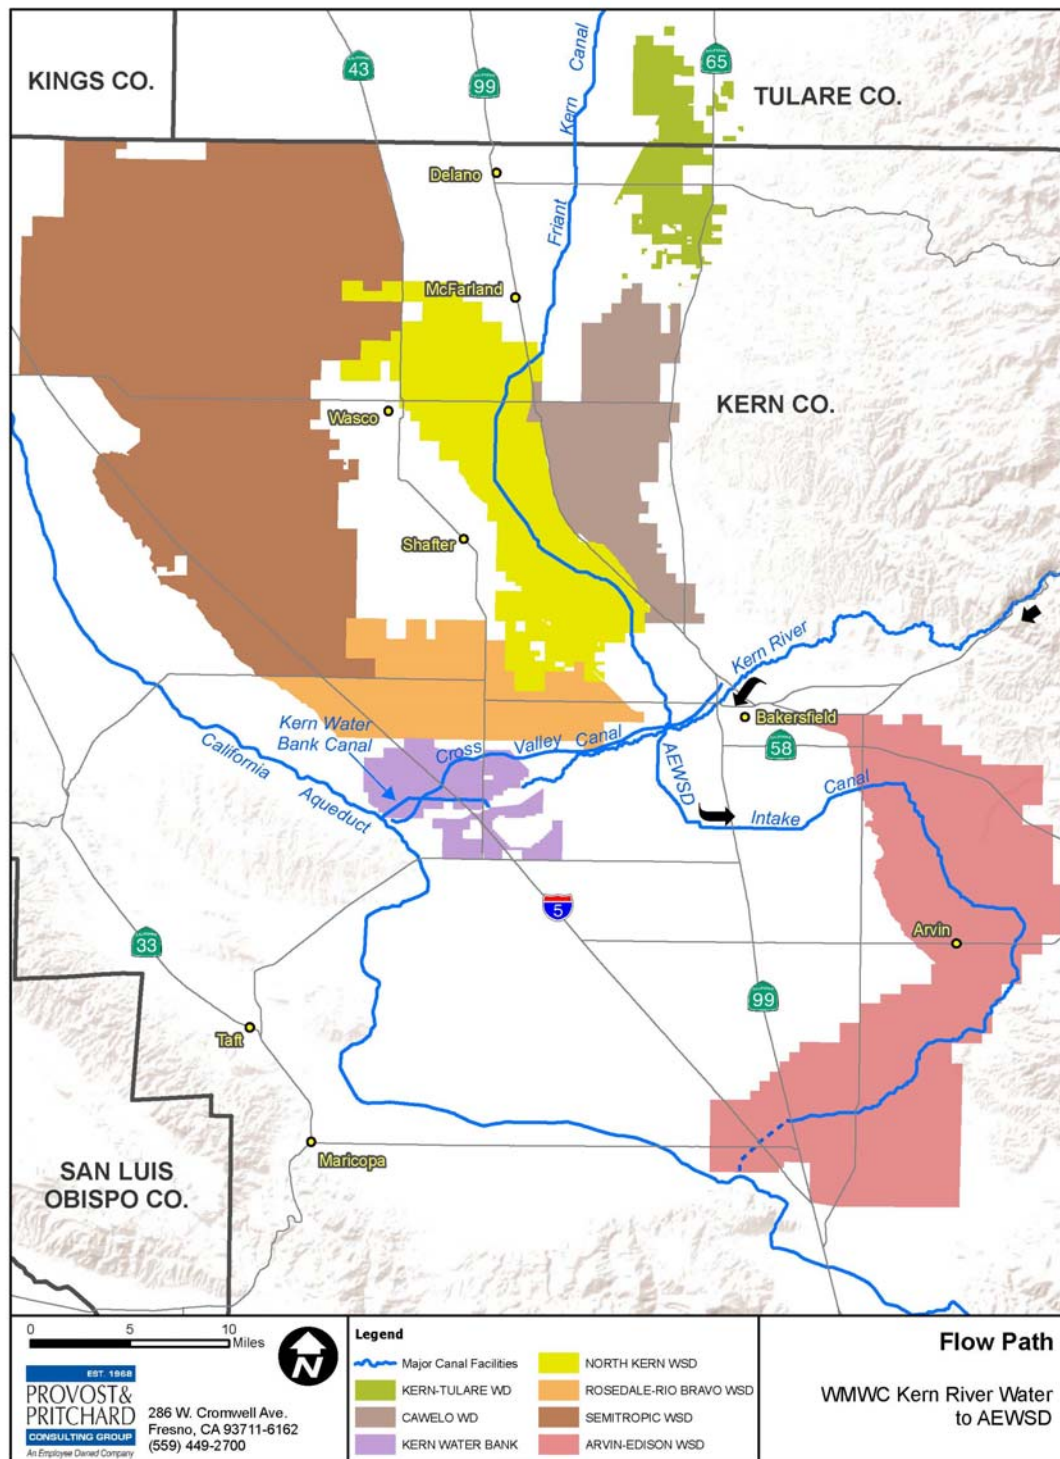 KINGS CO.
43
99
Kern Canal
65
TULARE CO.
Delano
Friant
McFarland
Wasco
KERN CO.
Shafter
Kern River
Bakersfield
58
Kern Water
Bank Canal
California
Aqueduct
Cross Valley Canal
AEWSD
Intake Canal
5
33
Arvin
99
Taft
Maricopa
SAN LUIS
OBISPO CO.
0 5 10
Miles
N
EST. 1968
PROVOST&
PRITCHARD
CONSULTING GROUP
An Employee Owned Company
286 W. Cromwell Ave.
Fresno, CA 93711-6162
(559) 449-2700
Legend
Major Canal Facilities
KERN-TULARE WD
CAWELO WD
KERN WATER BANK
NORTH KERN WSD
ROSEDALE-RIO BRAVO WSD
SEMITROPIC WSD
ARVIN-EDISON WSD
Flow Path
WMWC Kern River Water
to AEWSD